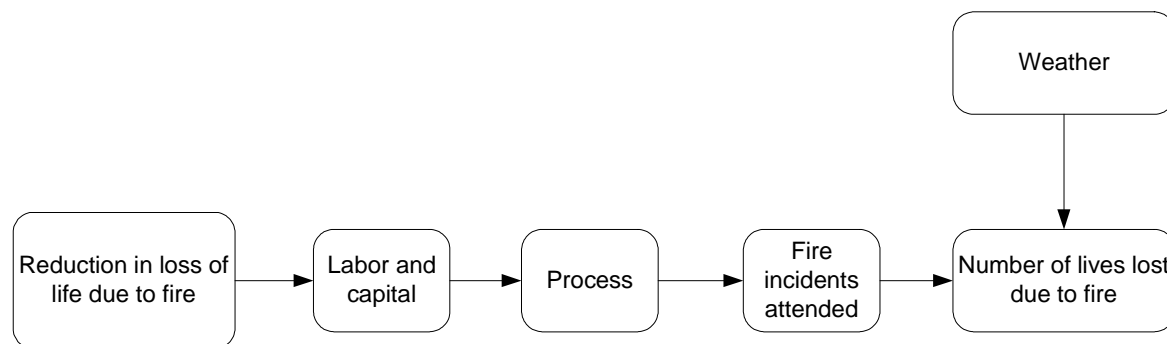 Weather
Reduction in loss of
life due to fire
Labor and
capital
Process
Fire
incidents
attended
Number of lives lost
due to fire